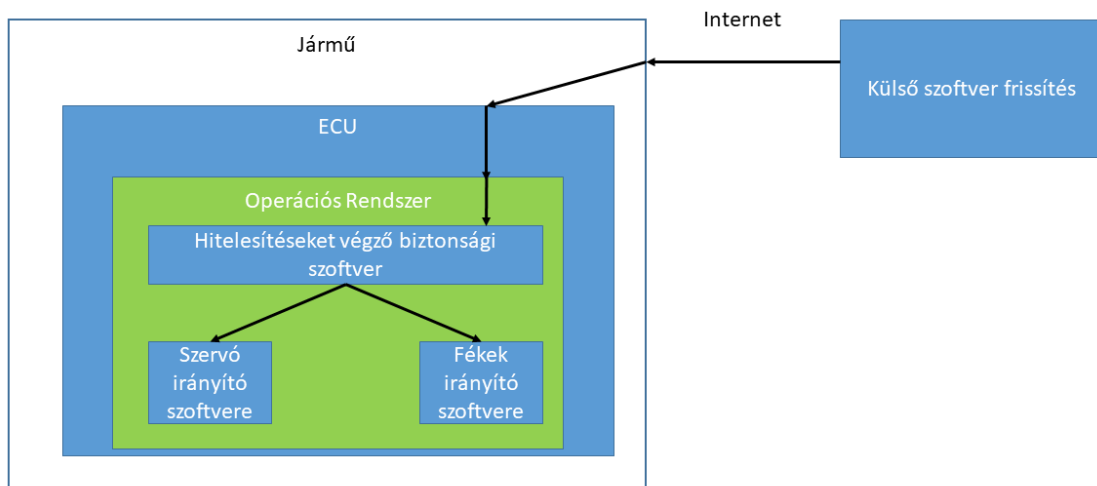 Internet
Jármű
Külső szoftver frissítés
ECU
Operációs Rendszer
Hitelesítéseket végző biztonsági
szoftver
Szervó
irányító
szoftvere
Fékek
irányító
szoftvere